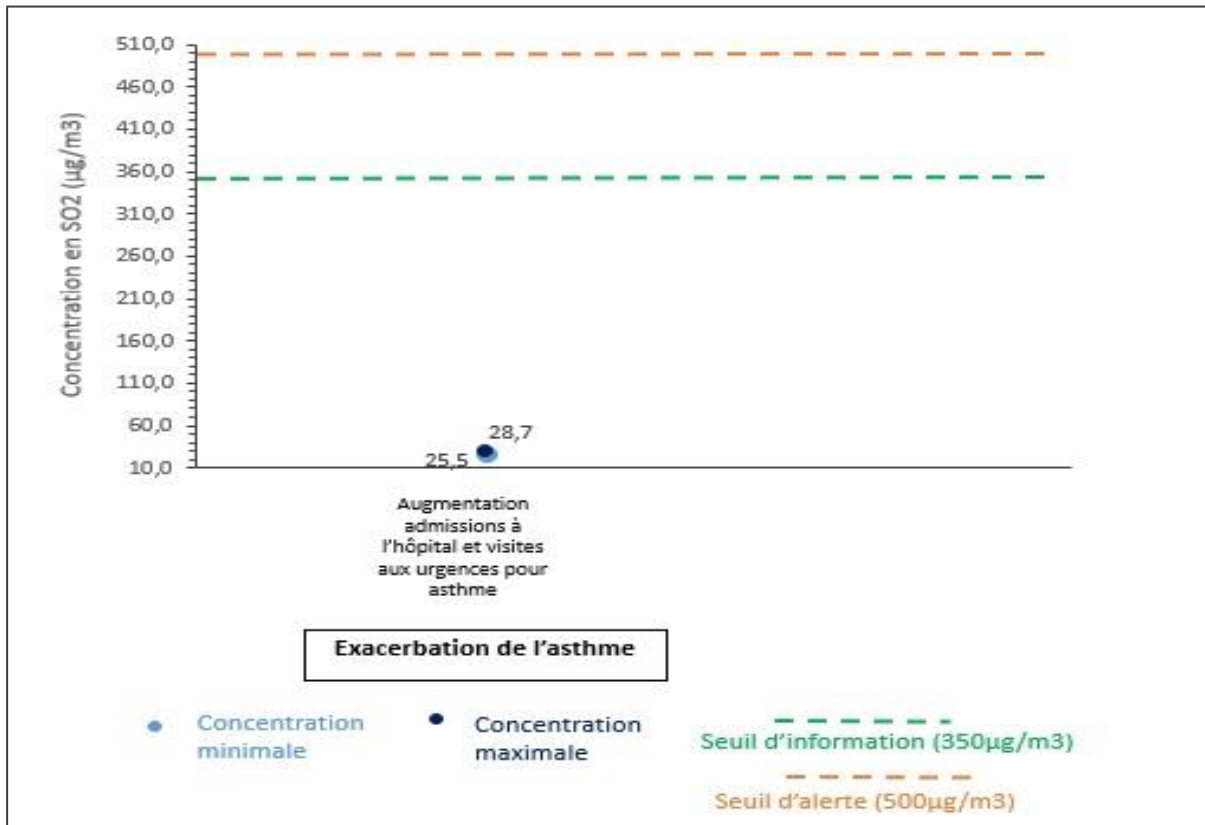 Concentration en SO2 (µg/m3)
510,0
460,0
410,0
360,0
310,0
260,0
210,0
160,0
110,0
60,0
10,0
28,7
25,5
Augmentation
admissions à
l'hôpital et visites
aux urgences pour
asthme
Exacerbation de l'asthme
Concentration
minimale
Concentration
maximale
Seuil d'information (350µg/m3)
Seuil d'alerte (500µg/m3)